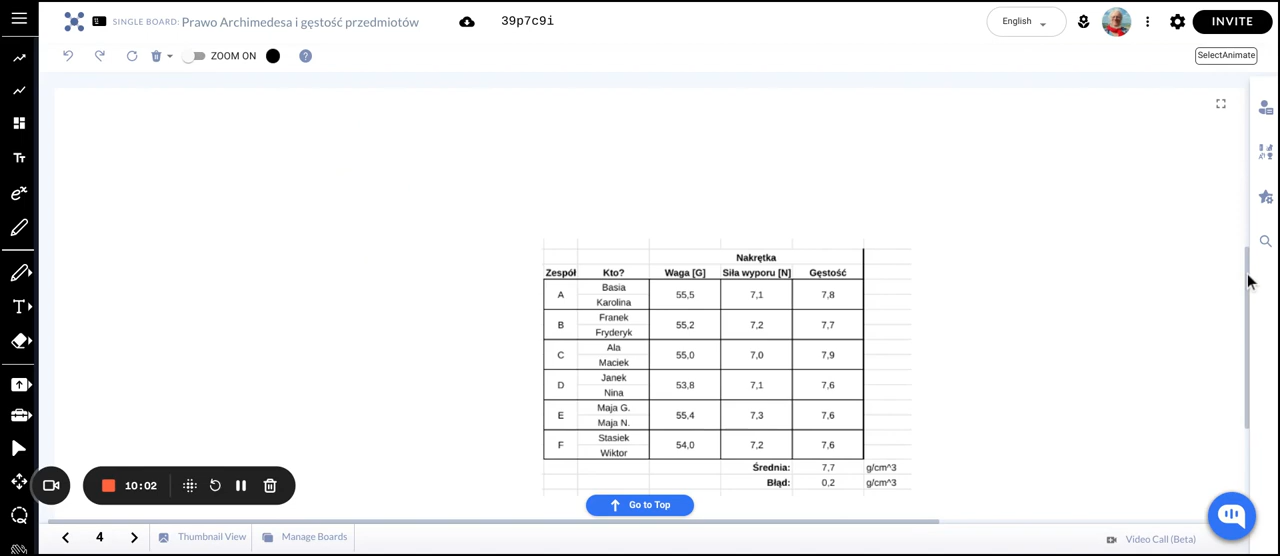 SINGLE BOARD: Prawo Archimedesa i gęstość przedmiotów
39p7c9i
English
INVITE
ZOOM ON
SelectAnimate
Nakrętka
Zespół Kto? Waga [G] Siła wyporu [N] Gęstość
A Basia Karolina 55,5 7,1 7,8
B Franek Fryderyk 55,2 7,2 7,7
C Ala Maciek 55,0 7,0 7,9
D Janek Nina 53,8 7,1 7,6
E Maja G. Maja N. 55,4 7,3 7,6
F Stasiek Wiktor 54,0 7,2 7,6
Średnia: 7,7 g/cm^3
Błąd: 0,2 g/cm^3
10:02
Go to Top
4
Thumbnail View
Manage Boards
Video Call (Beta)